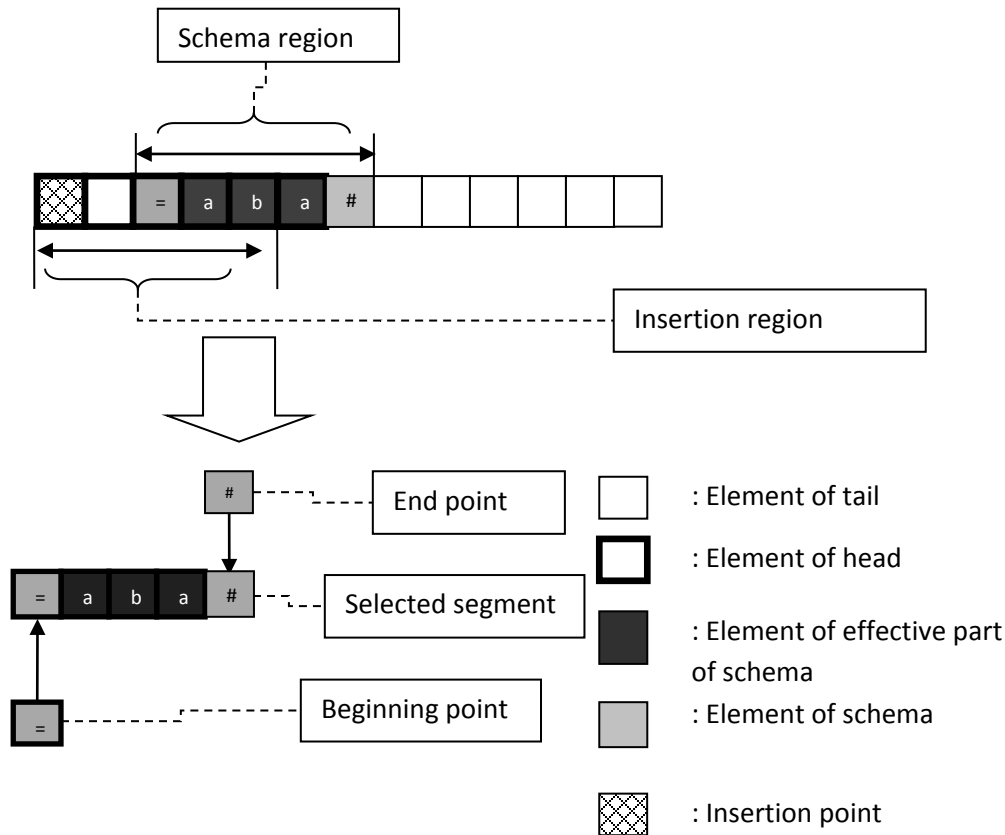 Schema region
= a b a #
Insertion region
#
End point
: Element of tail
: Element of head
= a b a #
Selected segment
: Element of effective part
of schema
=
Beginning point
: Element of schema
: Insertion point